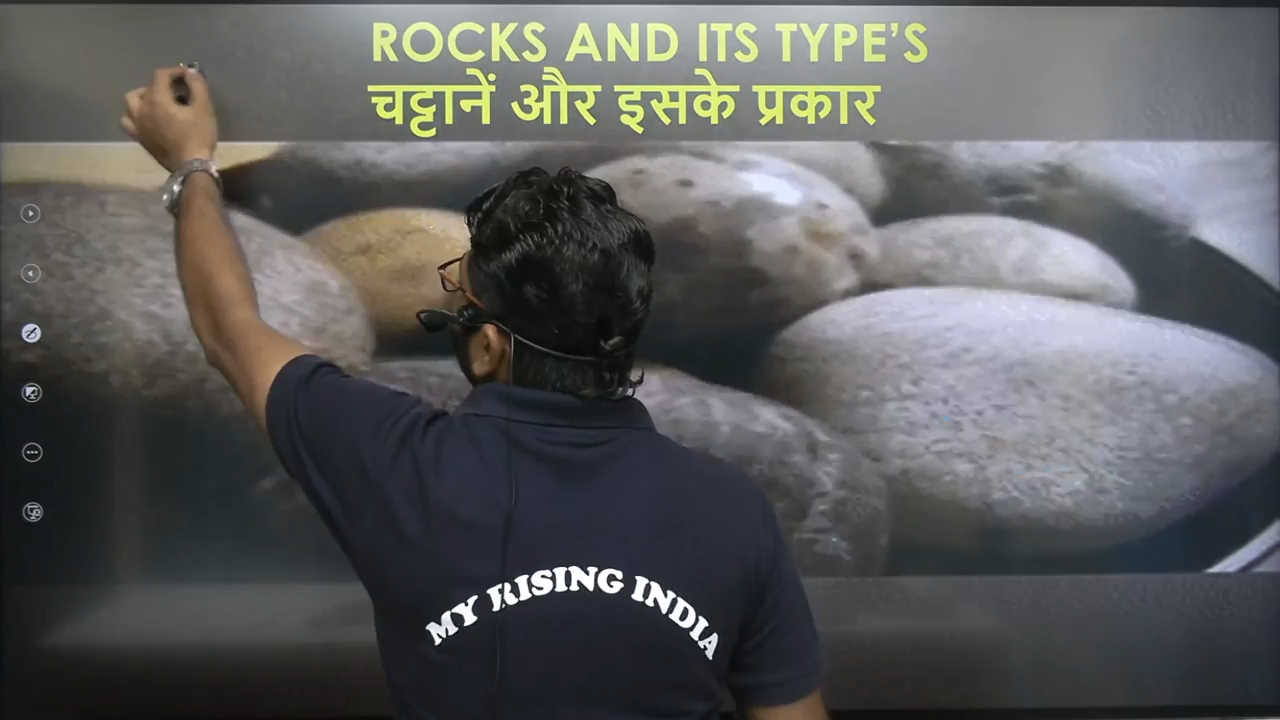 ROCKS AND ITS TYPE'S
चट्टानें और इसके प्रकार
MY RISING INDIA